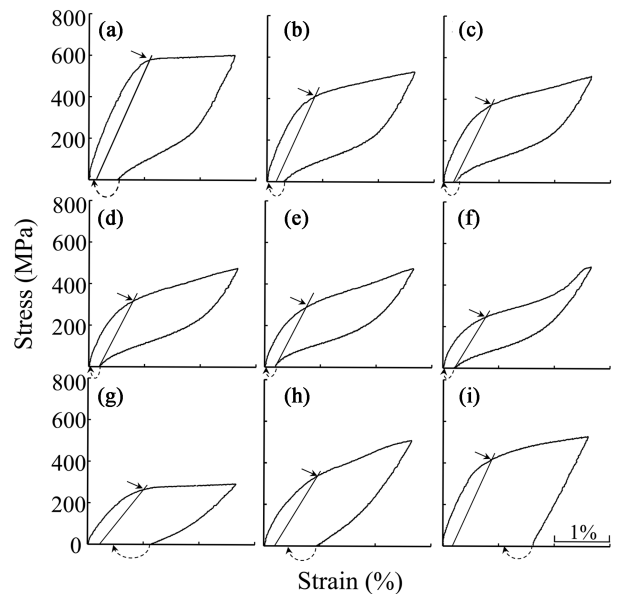 800
(a)
(b)
(c)
600
400
200
800
(d)
(e)
(f)
600
400
200
Stress (MPa)
800
(g)
(h)
(i)
600
400
200
0
1%
Strain (%)